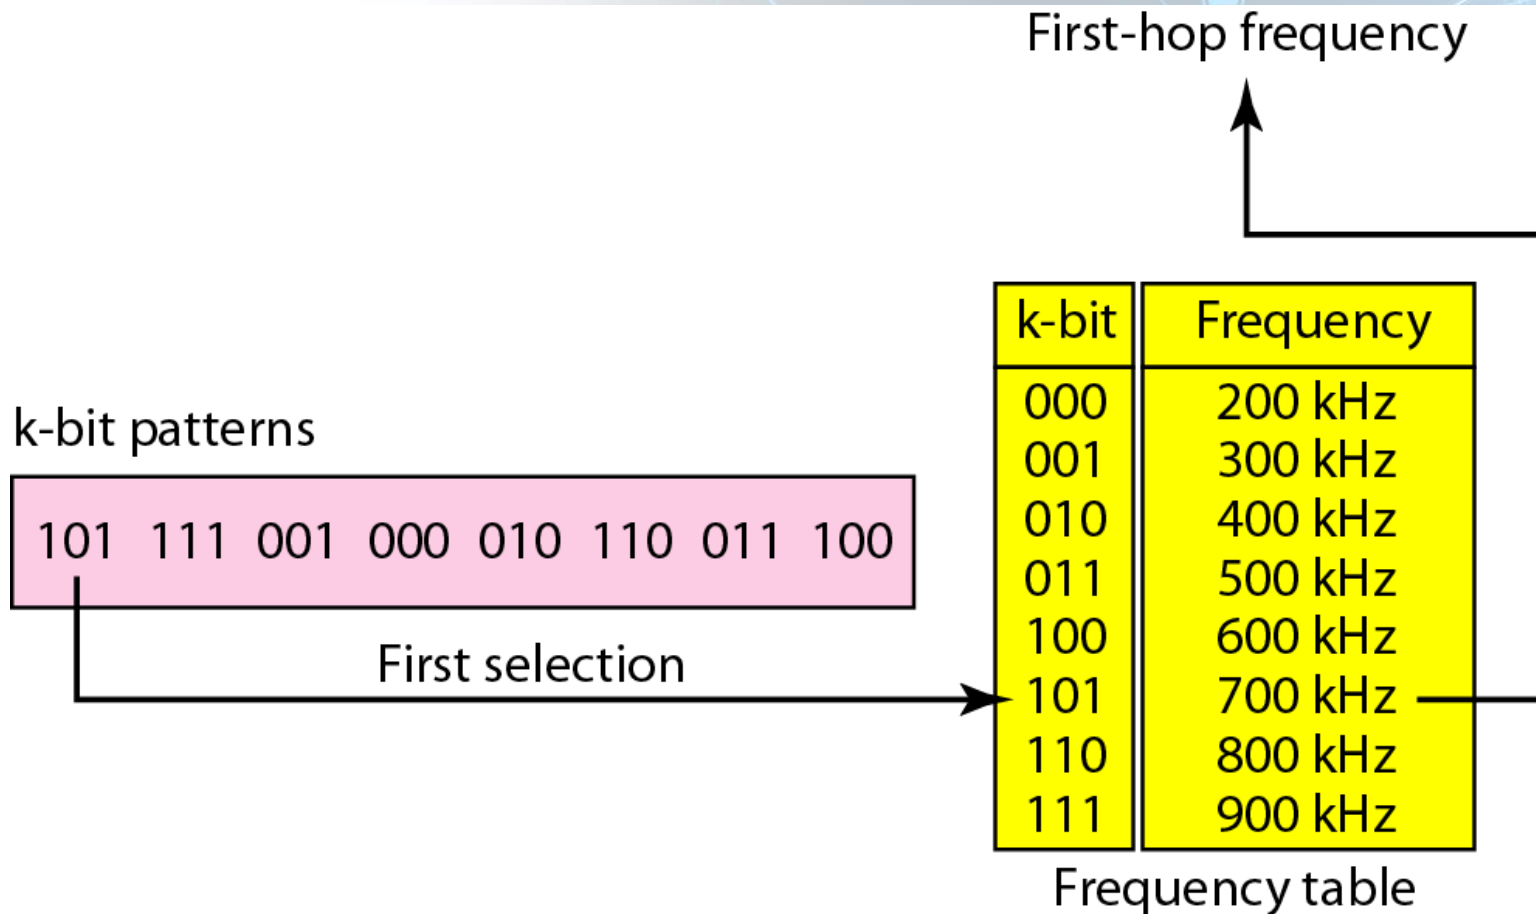 First-hop frequency
k-bit Frequency
000 200 kHz
001 300 kHz
010 400 kHz
011 500 kHz
100 600 kHz
101 700 kHz
110 800 kHz
111 900 kHz
Frequency table
k-bit patterns
101 111 001 000 010 110 011 100
First selection